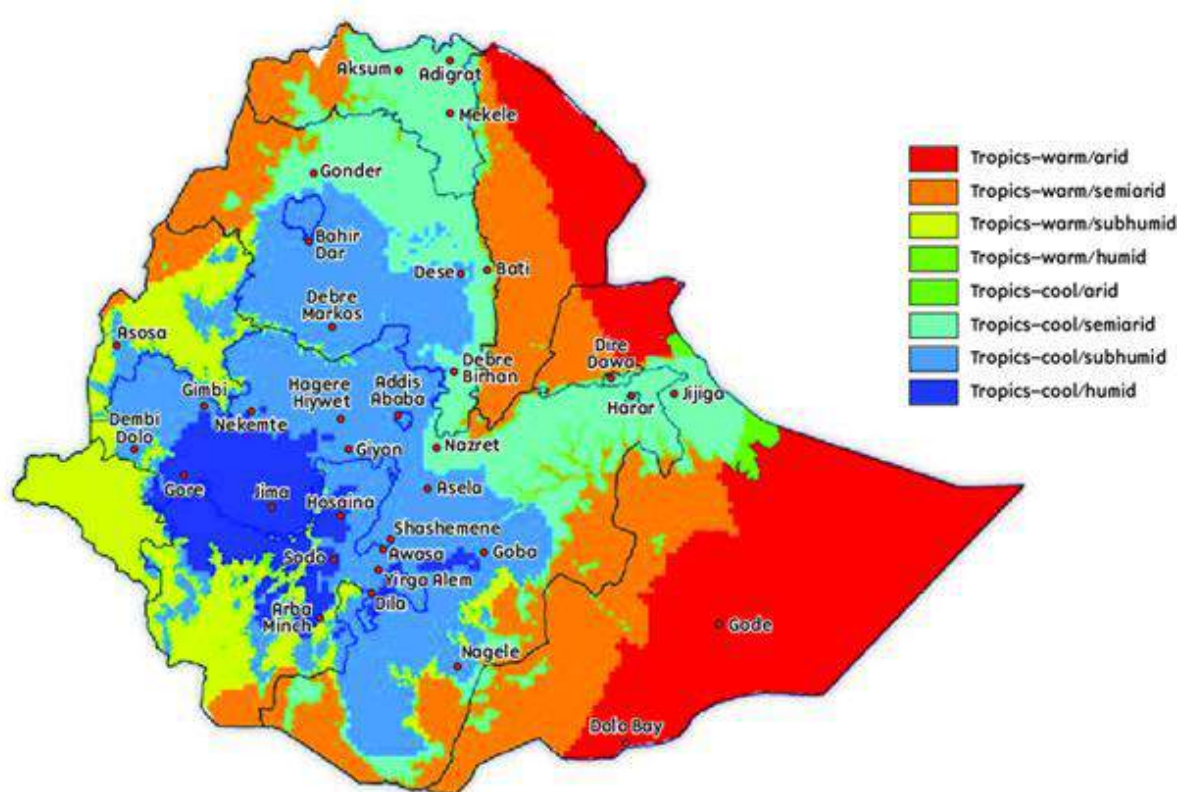 Aksum
Adigrat
Mekele
Gonder
Bahir
Dar
Dese
Bati
Debre
Markos
Asosa
Dire
Dawa
Debre
Birhan
Gimbi
Hagere
Hiywet
Addis
Ababa
Harar
Jijiga
Nekemte
Dembi
Dolo
Giyon
Nazret
Gore
Jima
Hosaina
Asela
Shashemene
Sodo
Awasa
Goba
Yirga Alem
Dila
Arba
Minch
Gode
Nagele
Dolo Bay
Tropics-warm/arid
Tropics-warm/semiarid
Tropics-warm/subhumid
Tropics-warm/humid
Tropics-cool/arid
Tropics-cool/semiarid
Tropics-cool/subhumid
Tropics-cool/humid